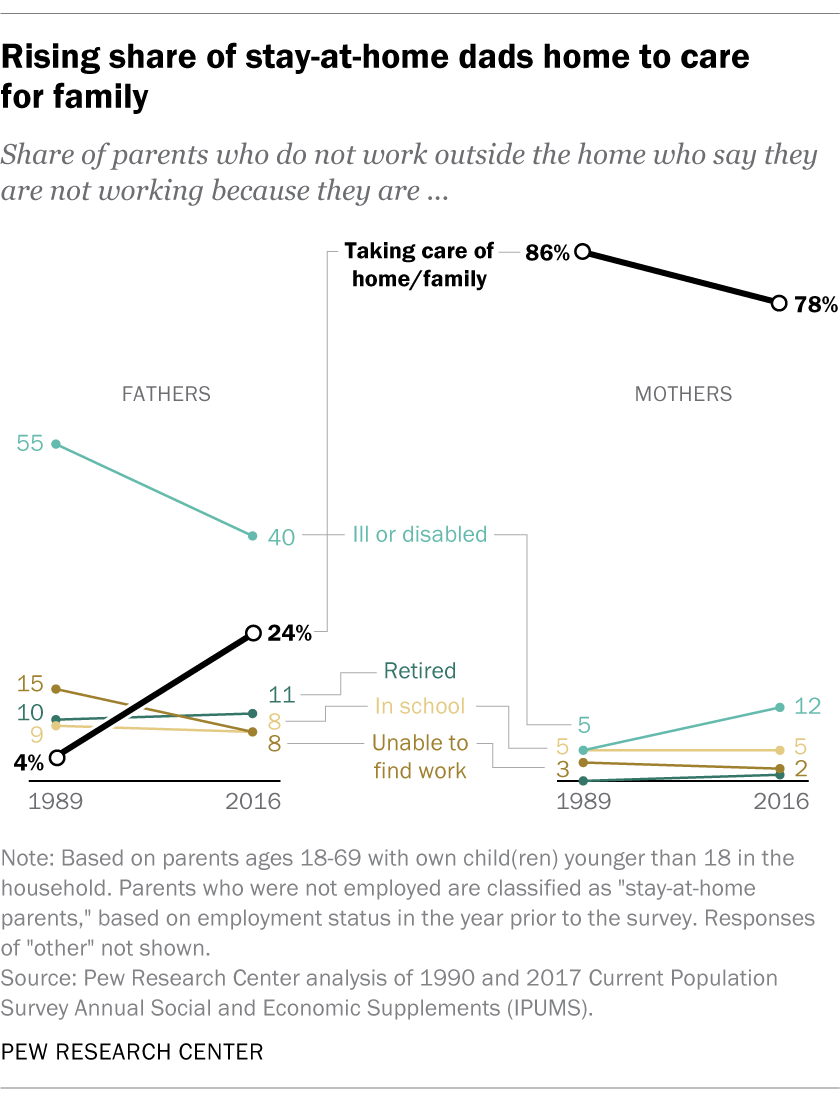 Rising share of stay-at-home dads home to care
for family
Share of parents who do not work outside the home who say they
are not working because they are ...
Taking care of
home/family
86%
78%
FATHERS
MOTHERS
55
40
Ill or disabled
24%
15
10
9
4%
11
8
8
Retired
In school
Unable to
find work
5
5
3
12
5
2
1989
2016
1989
2016
Note: Based on parents ages 18-69 with own child(ren) younger than 18 in the
household. Parents who were not employed are classified as "stay-at-home
parents," based on employment status in the year prior to the survey. Responses
of "other" not shown.
Source: Pew Research Center analysis of 1990 and 2017 Current Population
Survey Annual Social and Economic Supplements (IPUMS).
PEW RESEARCH CENTER